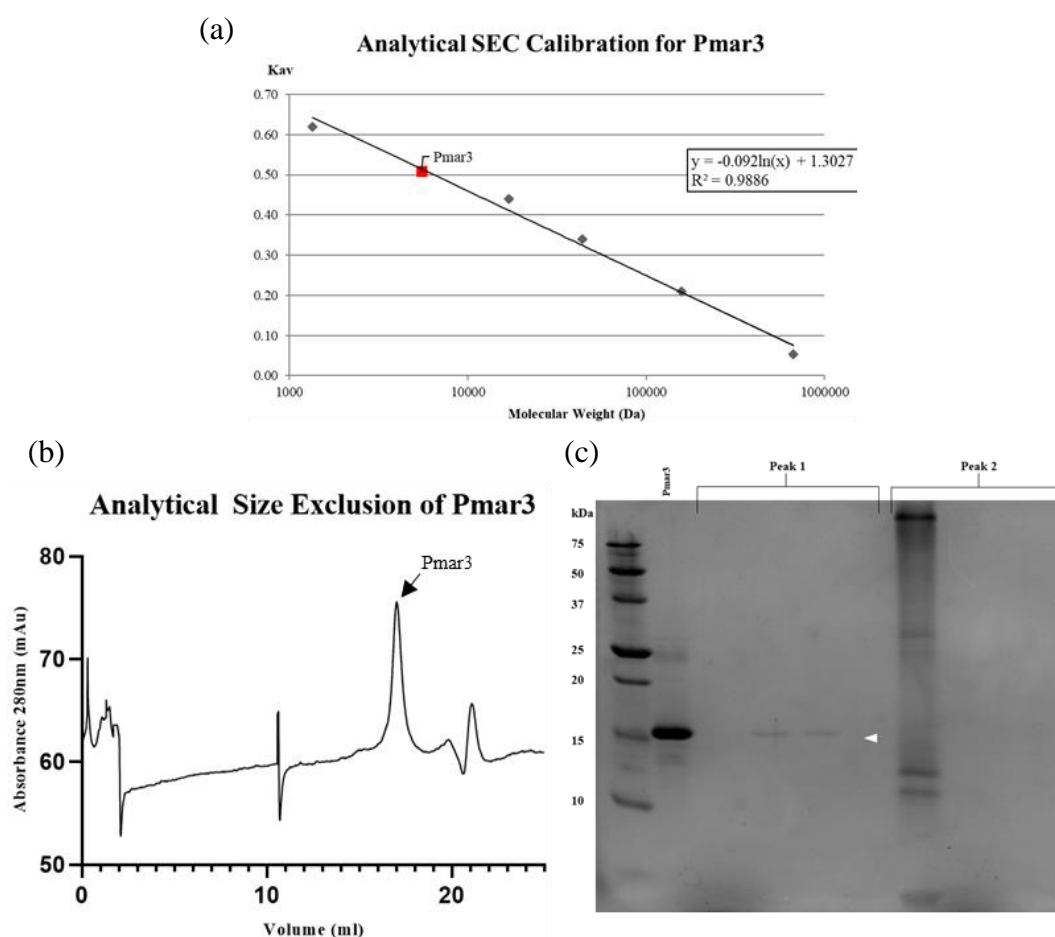 (a)
Analytical SEC Calibration for Pmar3
Kav
0.70
0.60
0.50
0.40
0.30
0.20
0.10
0.00
Pmar3
y = -0.092ln(x) + 1.3027
R² = 0.9886
1000
10000
100000
1000000
Molecular Weight (Da)
(b)
Analytical Size Exclusion of Pmar3
Pmar3
80
70
60
50
Absorbance 280nm (mAu)
0
10
20
Volume (ml)
(c)
Pmar3
Peak 1
Peak 2
kDa
75
50
37
25
20
15
10